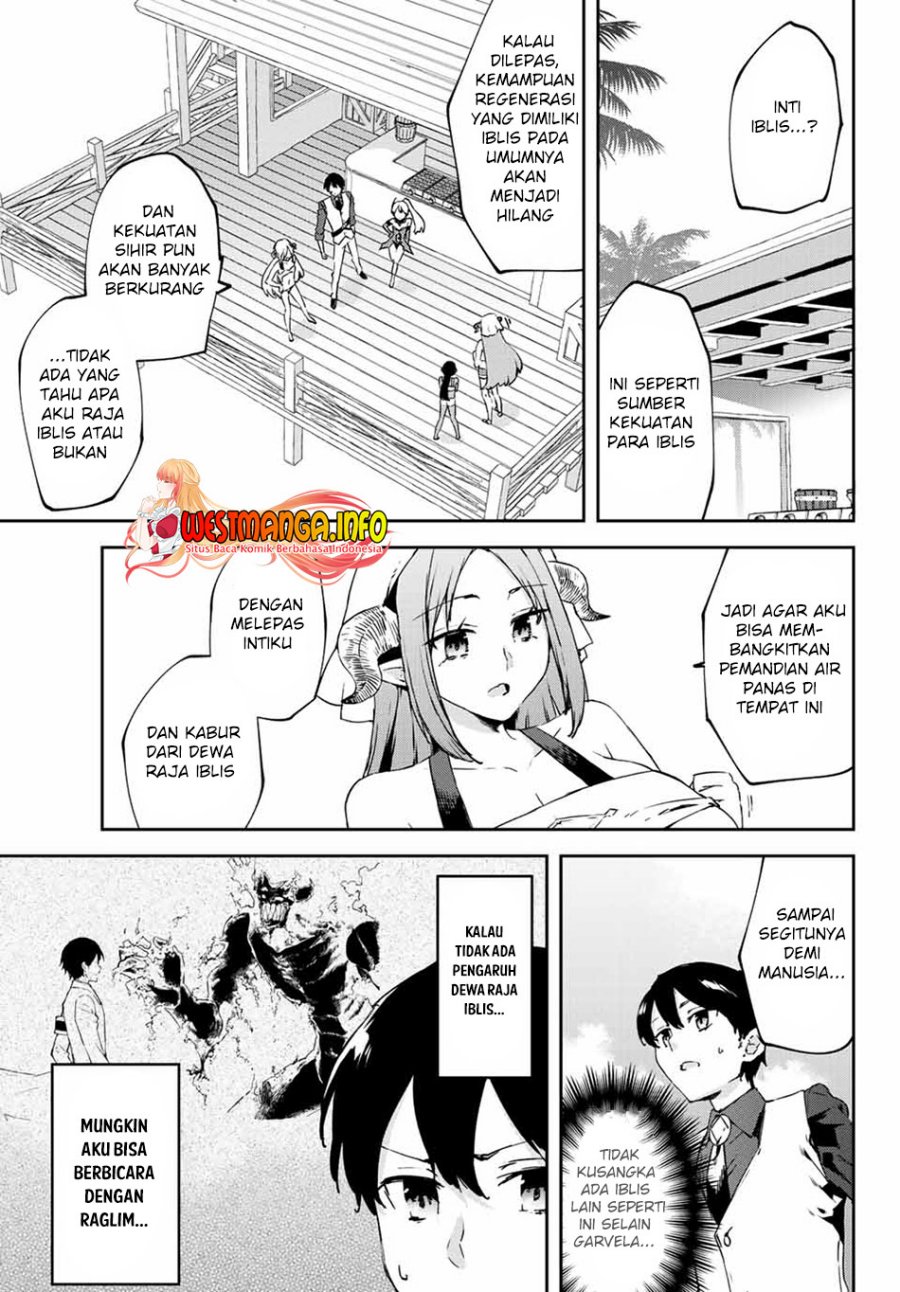 INTI
IBLIS...?
INI SEPERTI
SUMBER
KEKUATAN
PARA IBLIS
KALAU
DILEPAS,
KEMAMPUAN
REGENERASI
YANG DIMILIKI
IBLIS PADA
UMUMNYA
AKAN
MENJADI
HILANG
DAN
KEKUATAN
SIHIR PUN
AKAN BANYAK
BERKURANG
...TIDAK
ADA YANG
TAHU APA
AKU RAJA
IBLIS ATAU
BUKAN
WESTMANGA.INFO
Situs Baca Komik Berbahasa Indonesia
JADI AGAR AKU
BISA MEM-
BANGKITKAN
PEMANDIAN AIR
PANAS DI
TEMPAT INI
DENGAN
MELEPAS
INTIKU
DAN KABUR
DARI DEWA
RAJA IBLIS
SAMPAI
SEGITUNYA
DEMI
MANUSIA...
TIDAK
KUSANGKA
ADA IBLIS
LAIN SEPERTI
INI SELAIN
GARVELA...
KALAU
TIDAK ADA
PENGARUH
DEWA RAJA
IBLIS...
MUNGKIN
AKU BISA
BERBICARA
DENGAN
RAGLIM...